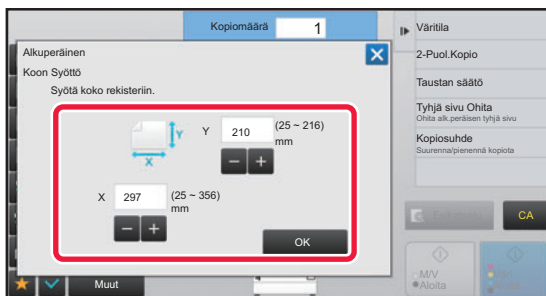 Kopiomäärä 1
Alkuperäinen
Koon Syöttö
Syötä koko rekisteriin.
Y 210 (25 ~ 216)
mm
X 297 (25 ~ 356)
mm
OK
Muut
Väritila
2-Puol.Kopio
Taustan säätö
Tyhjä sivu Ohita
Ohita alk.peräisen tyhjä sivu
Kopiosuhde
Suurenna/pienennä kopiota
CA
M/V
Aloita